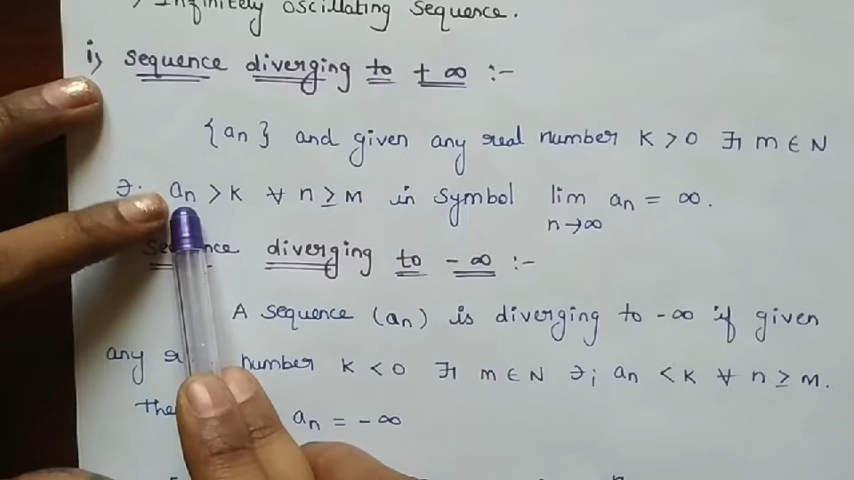 Infinitely oscillating sequence.
i) sequence diverging to + ∞ :-
{an} and given any real number K > 0 ∃ m ∈ N
∋: an > K ∀ n ≥ m in symbol lim an = ∞.
n→∞
diverging to - ∞ :-
A sequence (an) is diverging to -∞ if given
any number K < 0 ∃ m ∈ N ∋; an < K ∀ n ≥ m.
an = -∞